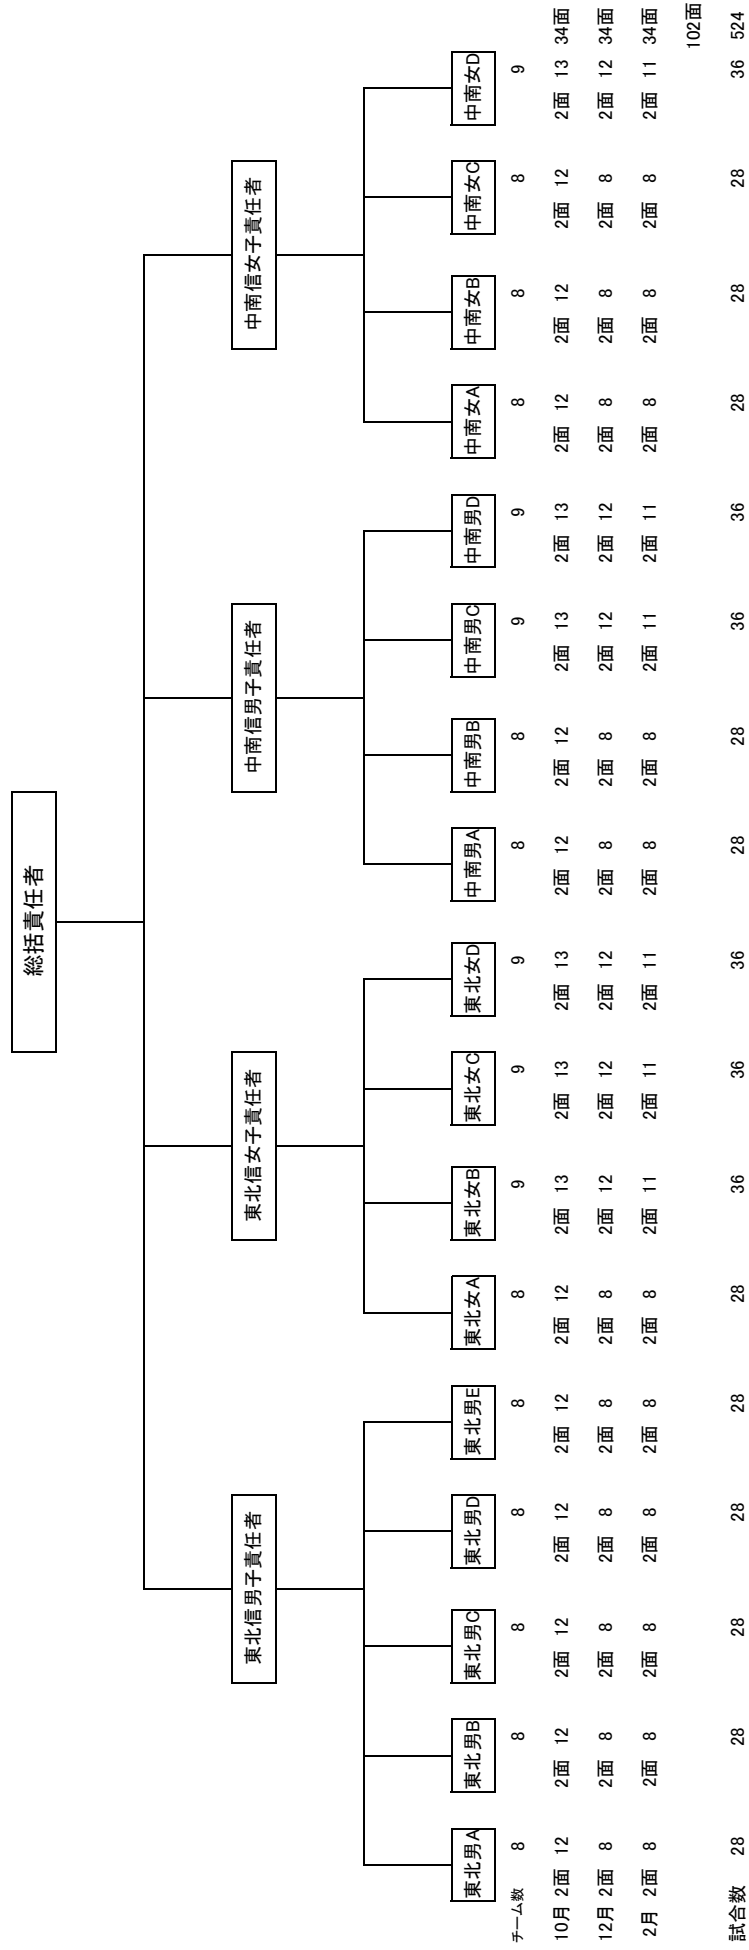 総括責任者
東北信男子責任者 東北信女子責任者 中南信男子責任者 中南信女子責任者
東北男A 東北男B 東北男C 東北男D 東北男E 東北女A 東北女B 東北女C 東北女D 中南男A 中南男B 中南男C 中南男D 中南女A 中南女B 中南女C 中南女D
チーム数 8 8 8 8 8 8 9 9 9 8 8 9 9 8 8 8 9
10月 2面 12 2面 12 2面 12 2面 12 2面 12 2面 12 2面 13 2面 13 2面 13 2面 12 2面 12 2面 13 2面 13 2面 12 2面 12 2面 12 2面 13 34面
12月 2面 8 2面 8 2面 8 2面 8 2面 8 2面 8 2面 12 2面 12 2面 12 2面 8 2面 8 2面 12 2面 12 2面 8 2面 8 2面 8 2面 12 34面
2月 2面 8 2面 8 2面 8 2面 8 2面 8 2面 8 2面 11 2面 11 2面 11 2面 8 2面 8 2面 11 2面 11 2面 8 2面 8 2面 8 2面 11 34面
102面
試合数 28 28 28 28 28 28 36 36 36 28 28 36 36 28 28 28 36 524